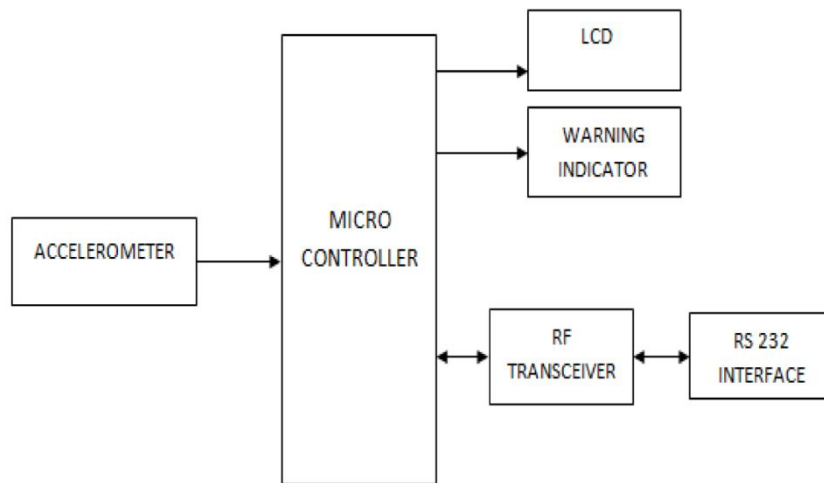 LCD
WARNING
INDICATOR
MICRO
CONTROLLER
ACCELEROMETER
RF
TRANSCEIVER
RS 232
INTERFACE